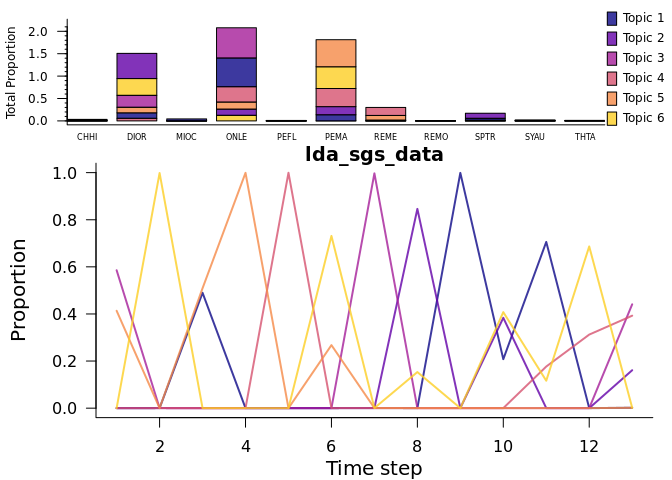 Total Proportion
2.0
1.5
1.0
0.5
0.0
CHHI DIOR MIOC ONLE PEFL PEMA REME REMO SPTR SYAU THTA
Topic 1
Topic 2
Topic 3
Topic 4
Topic 5
Topic 6
lda_sgs_data
Proportion
1.0
0.8
0.6
0.4
0.2
0.0
2 4 6 8 10 12
Time step